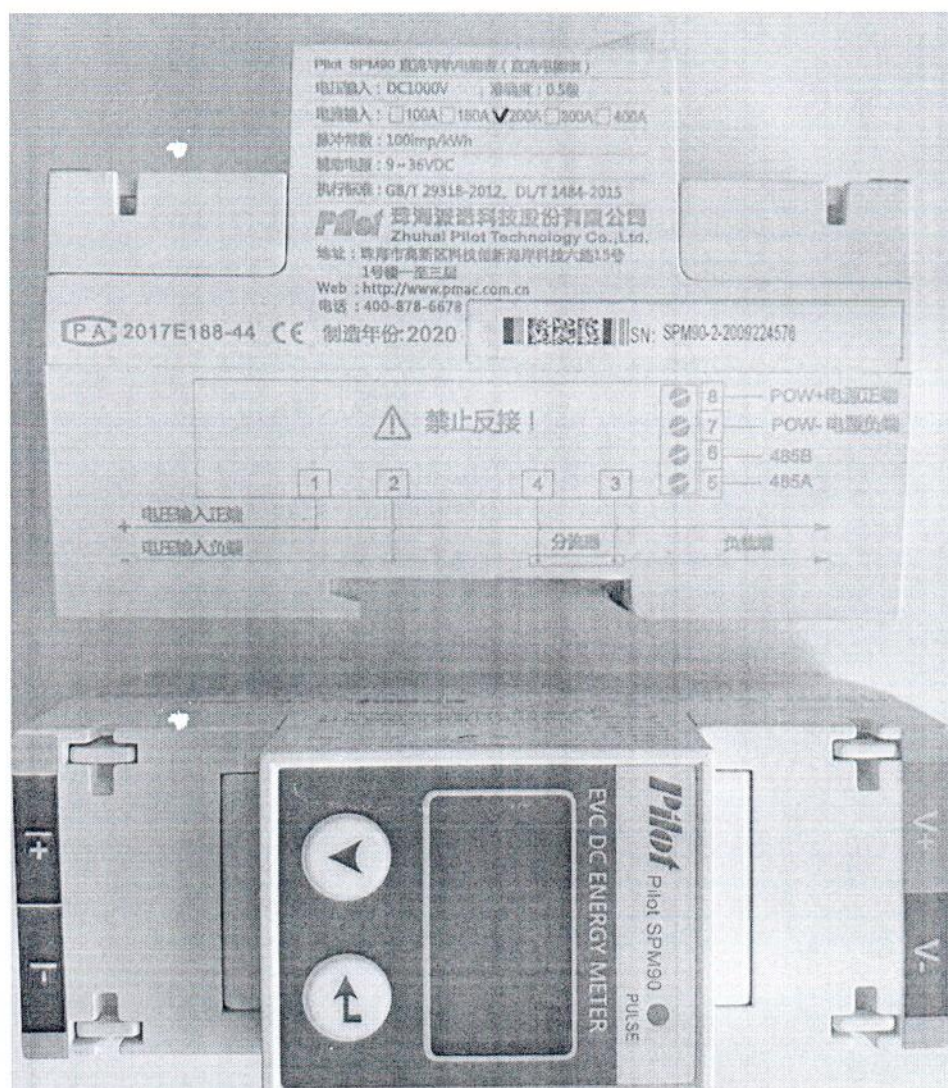 Pilot SPM90 直流导轨电能表（直流电能表）
电压输入：DC1000V ；准确度：0.5级
电流输入：□100A□150A✓200A□300A□400A
脉冲常数：100imp/kWh
辅助电源：9~36VDC
执行标准：GB/T 29318-2012，DL/T 1484-2015
Pilot 珠海派诺科技股份有限公司
Zhuhai Pilot Technology Co.,Ltd.
地址：珠海市高新区科技创新海岸科技六路15号
1号楼一至三层
Web：http://www.pmac.com.cn
电话：400-878-6678
PA 2017E188-44 CE 制造年份:2020
SN: SPM90-2-2009224576
禁止反接！
8 POW+电源正端
7 POW- 电源负端
6 485B
5 485A
1 2 4 3
+ 电压输入正端
- 电压输入负端 分流器 负载端
I+
I-
V+
V-
Pilot
Pilot SPM90
PULSE
EVC DC ENERGY METER